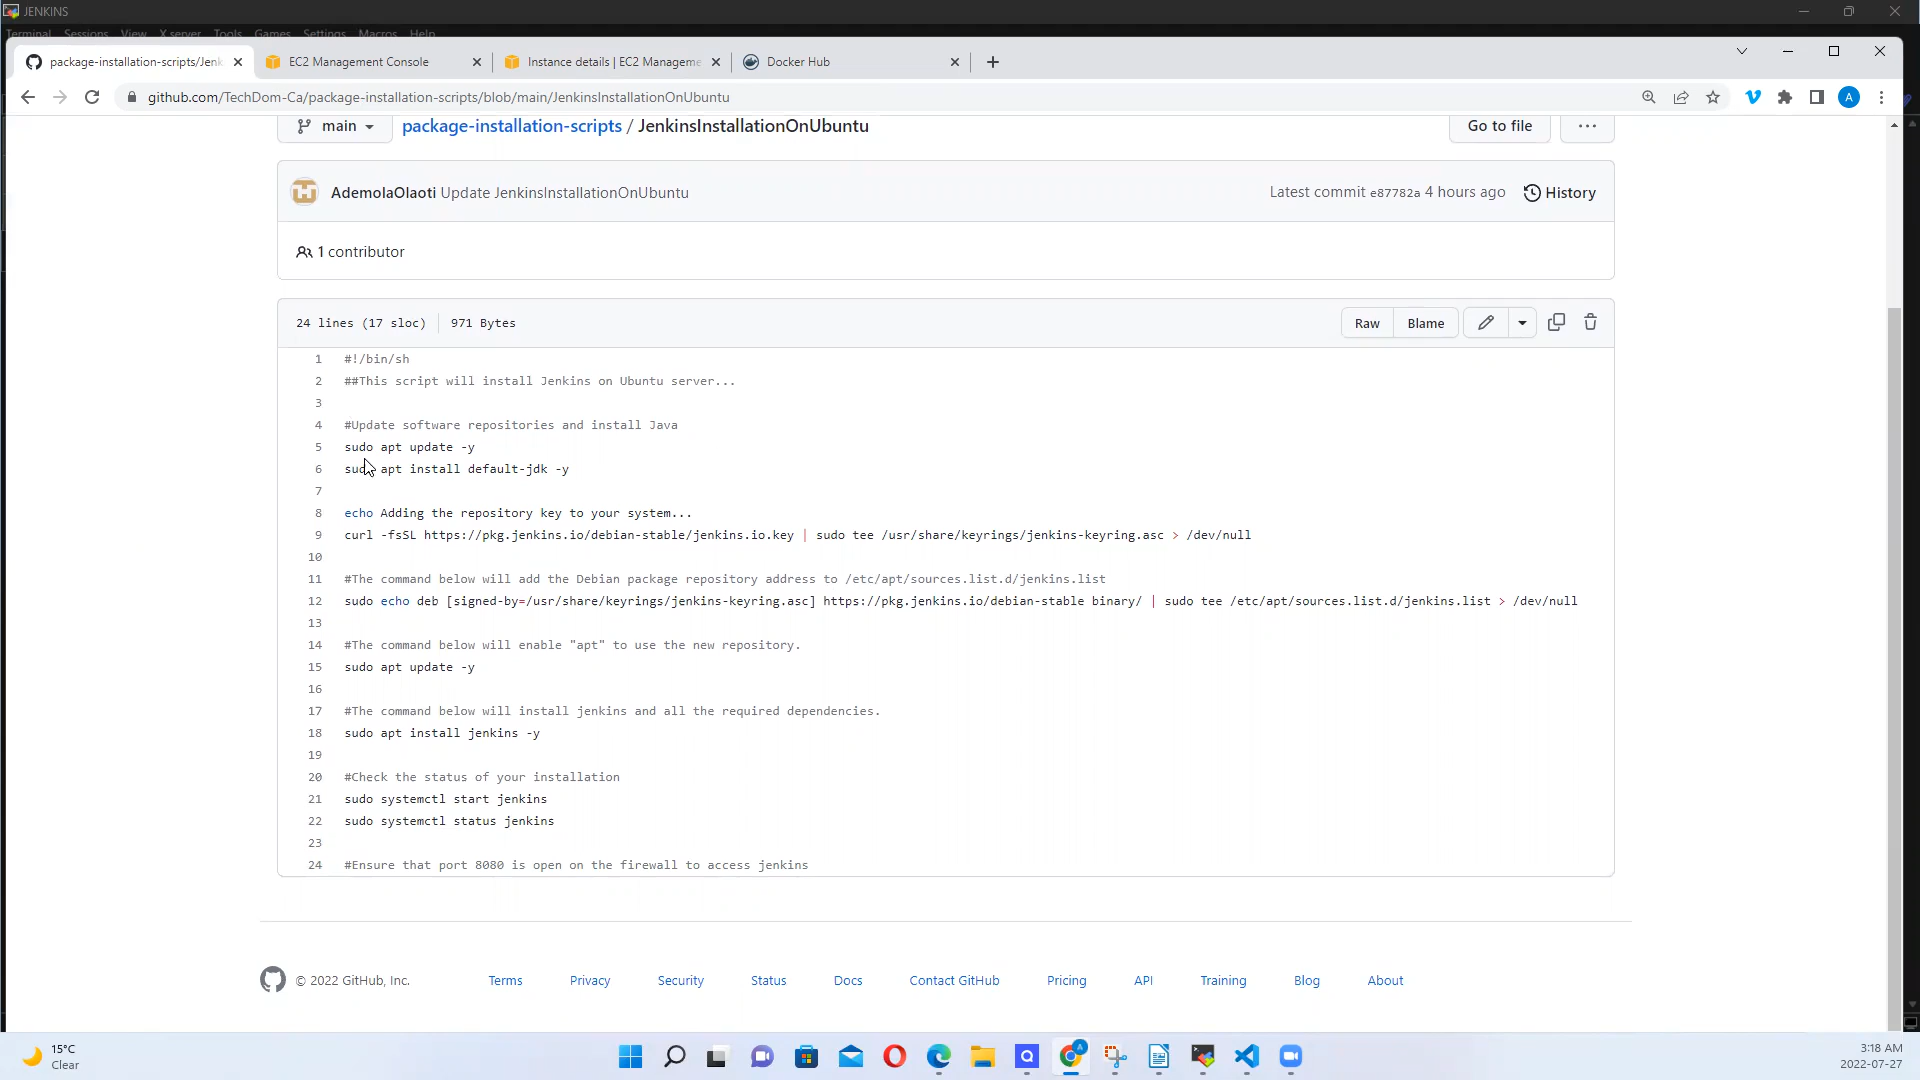 JENKINS
Terminal Sessions View X server Tools Games Settings Macros Help
package-installation-scripts/Jenk
EC2 Management Console
Instance details | EC2 Manageme
Docker Hub
github.com/TechDom-Ca/package-installation-scripts/blob/main/JenkinsInstallationOnUbuntu
A
main
package-installation-scripts / JenkinsInstallationOnUbuntu
Go to file
AdemolaOlaoti Update JenkinsInstallationOnUbuntu
Latest commit e87782a 4 hours ago
History
1 contributor
24 lines (17 sloc) 971 Bytes
Raw
Blame
1 #!/bin/sh
2 ##This script will install Jenkins on Ubuntu server...
3
4 #Update software repositories and install Java
5 sudo apt update -y
6 sudo apt install default-jdk -y
7
8 echo Adding the repository key to your system...
9 curl -fsSL https://pkg.jenkins.io/debian-stable/jenkins.io.key | sudo tee /usr/share/keyrings/jenkins-keyring.asc > /dev/null
10
11 #The command below will add the Debian package repository address to /etc/apt/sources.list.d/jenkins.list
12 sudo echo deb [signed-by=/usr/share/keyrings/jenkins-keyring.asc] https://pkg.jenkins.io/debian-stable binary/ | sudo tee /etc/apt/sources.list.d/jenkins.list > /dev/null
13
14 #The command below will enable "apt" to use the new repository.
15 sudo apt update -y
16
17 #The command below will install jenkins and all the required dependencies.
18 sudo apt install jenkins -y
19
20 #Check the status of your installation
21 sudo systemctl start jenkins
22 sudo systemctl status jenkins
23
24 #Ensure that port 8080 is open on the firewall to access jenkins
© 2022 GitHub, Inc.
Terms
Privacy
Security
Status
Docs
Contact GitHub
Pricing
API
Training
Blog
About
15°C
Clear
A
3:18 AM
2022-07-27